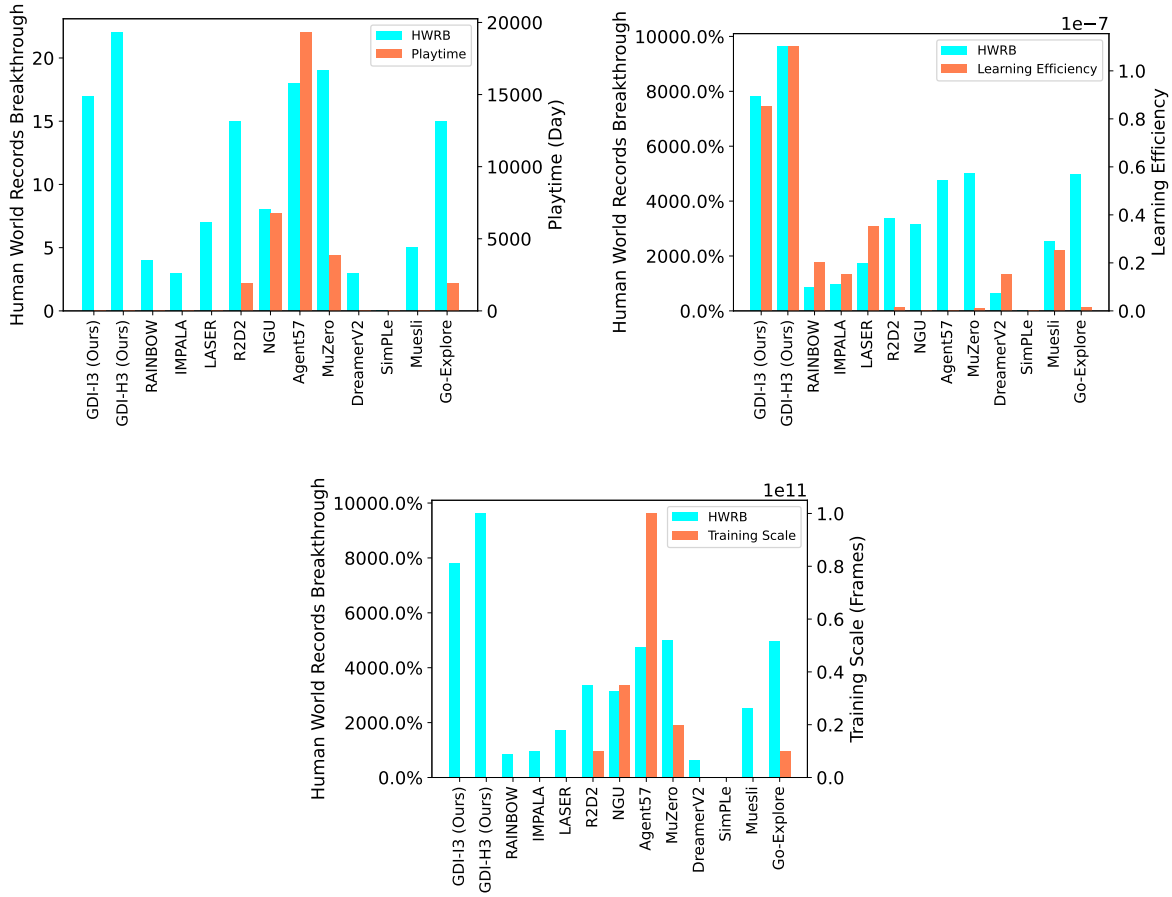 Human World Records Breakthrough
20
15
10
5
0
HWRB
Playtime
20000
15000
10000
5000
0
Playtime (Day)
GDI-I3 (Ours)
GDI-H3 (Ours)
RAINBOW
IMPALA
LASER
R2D2
NGU
Agent57
MuZero
DreamerV2
SimPLe
Muesli
Go-Explore
Human World Records Breakthrough
10000.0%
8000.0%
6000.0%
4000.0%
2000.0%
0.0%
HWRB
Learning Efficiency
1e−7
1.0
0.8
0.6
0.4
0.2
0.0
Learning Efficiency
GDI-I3 (Ours)
GDI-H3 (Ours)
RAINBOW
IMPALA
LASER
R2D2
NGU
Agent57
MuZero
DreamerV2
SimPLe
Muesli
Go-Explore
Human World Records Breakthrough
10000.0%
8000.0%
6000.0%
4000.0%
2000.0%
0.0%
HWRB
Training Scale
1e11
1.0
0.8
0.6
0.4
0.2
0.0
Training Scale (Frames)
GDI-I3 (Ours)
GDI-H3 (Ours)
RAINBOW
IMPALA
LASER
R2D2
NGU
Agent57
MuZero
DreamerV2
SimPLe
Muesli
Go-Explore